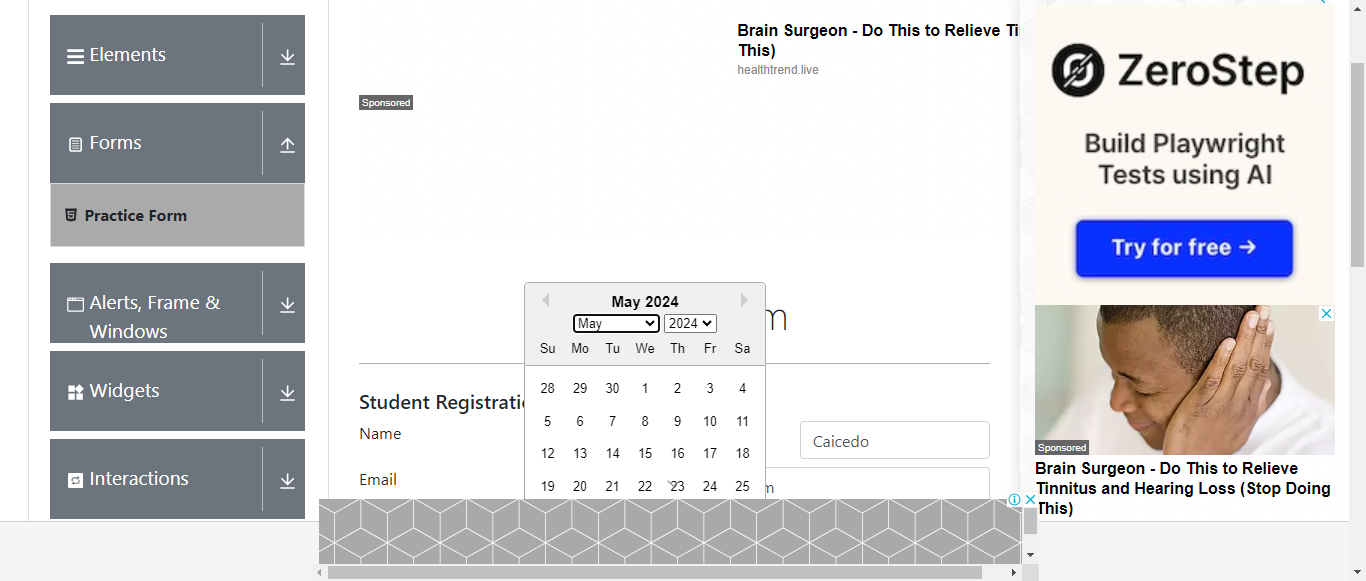 Elements
Forms
Practice Form
Alerts, Frame &
Windows
Widgets
Interactions
Brain Surgeon - Do This to Relieve
This)
healthtrend.live
Sponsored
May 2024
May 2024
Su Mo Tu We Th Fr Sa
28 29 30 1 2 3 4
5 6 7 8 9 10 11
12 13 14 15 16 17 18
19 20 21 22 23 24 25
m
Student
Name
Caicedo
Email
m
ZeroStep
Build Playwright
Tests using AI
Try for free →
Sponsored
Brain Surgeon - Do This to Relieve
Tinnitus and Hearing Loss (Stop Doing
This)